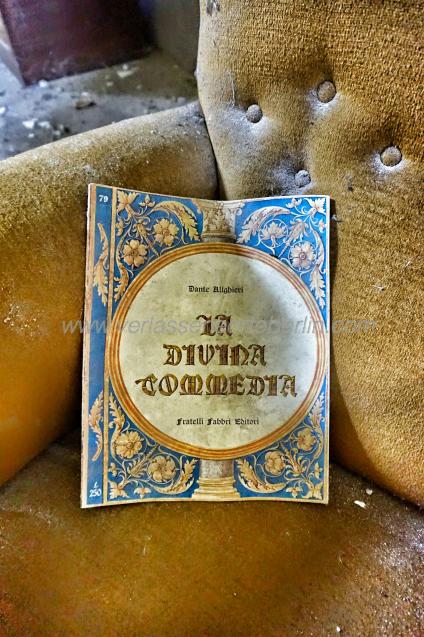 79
Dante Alighieri
LA
DIVINA
COMMEDIA
Fratelli Fabbri Editori
£
250